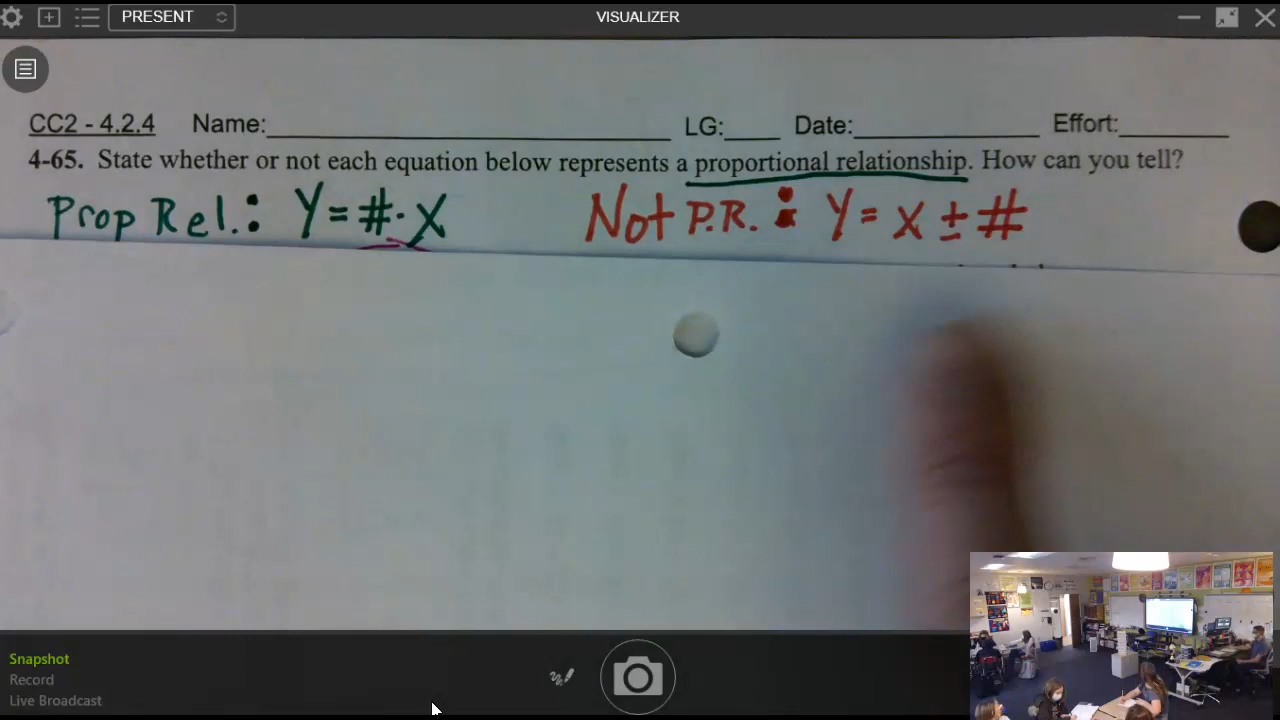 PRESENT
VISUALIZER
CC2 - 4.2.4 Name: LG: Date: Effort:
4-65. State whether or not each equation below represents a proportional relationship. How can you tell?
Prop Rel.: Y = # · X Not P.R.: Y = X ± #
Snapshot
Record
Live Broadcast